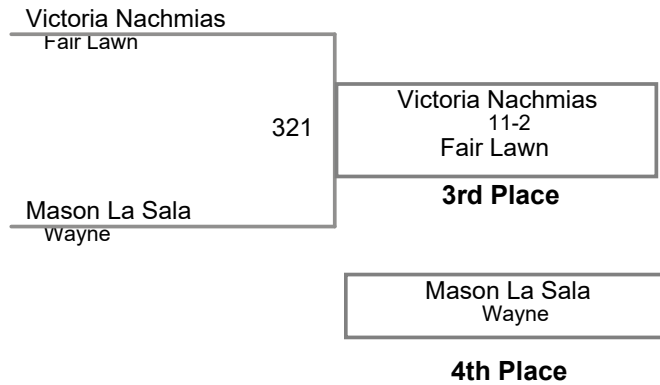 Victoria Nachmias
Fair Lawn
321
Victoria Nachmias
11-2
Fair Lawn
3rd Place
Mason La Sala
Wayne
Mason La Sala
Wayne
4th Place